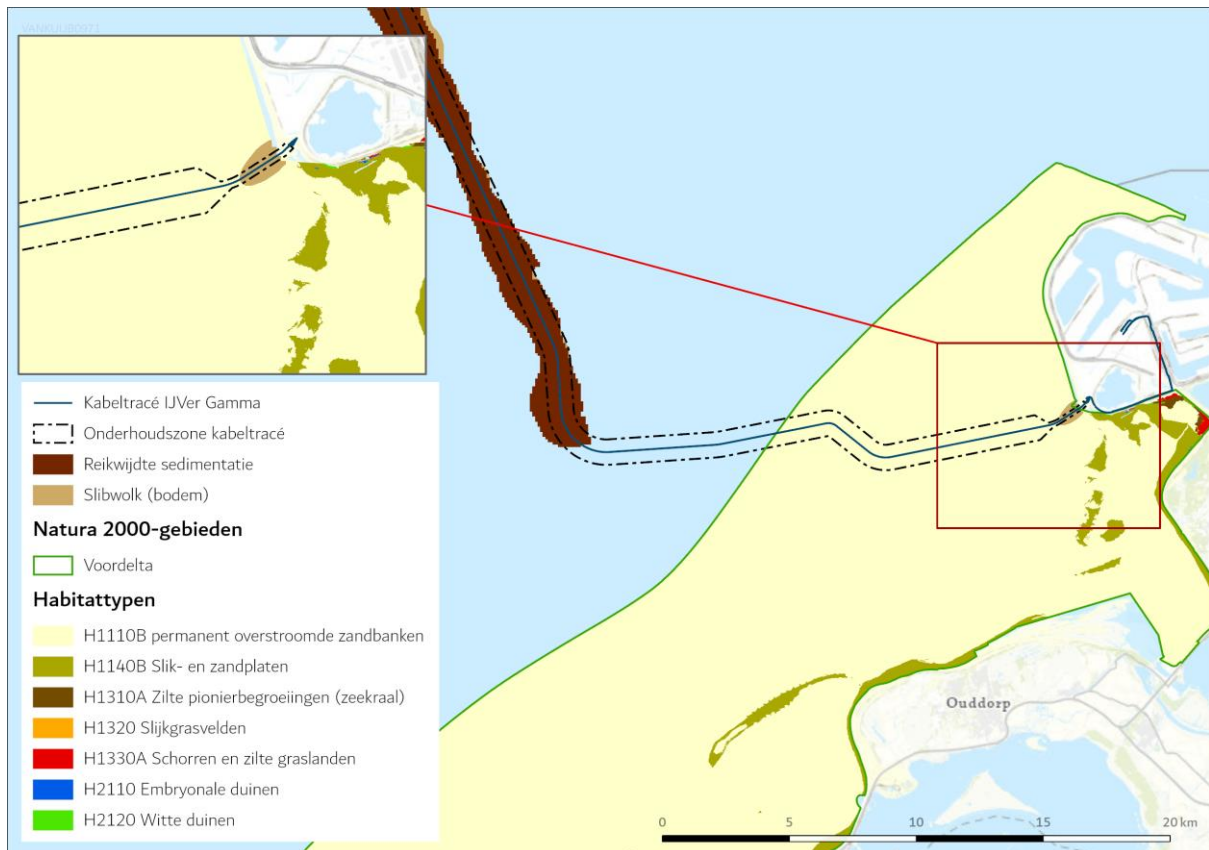 VANKUU90971
Kabeltracé IJVer Gamma
Onderhoudszone kabeltracé
Reikwijdte sedimentatie
Slibwolk (bodem)
Natura 2000-gebieden
Voordelta
Habitattypen
H1110B permanent overstroomde zandbanken
H1140B Slik- en zandplaten
H1310A Zilte pionierbegroeiingen (zeekraal)
H1320 Slijkgrasvelden
H1330A Schorren en zilte graslanden
H2110 Embryonale duinen
H2120 Witte duinen
Ouddorp
0 5 10 15 20 km